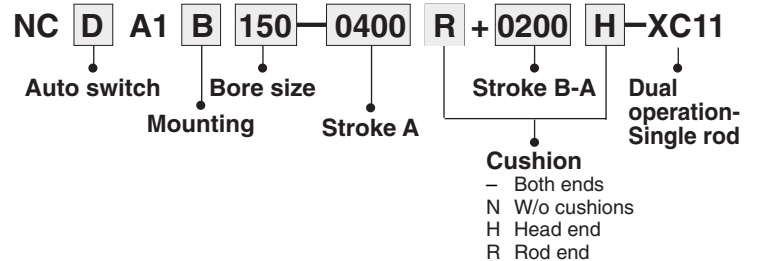 NC D A1 B 150–0400 R + 0200 H–XC11
Auto switch
Bore size
Stroke B-A
Dual
operation-
Single rod
Mounting
Stroke A
Cushion
– Both ends
N W/o cushions
H Head end
R Rod end